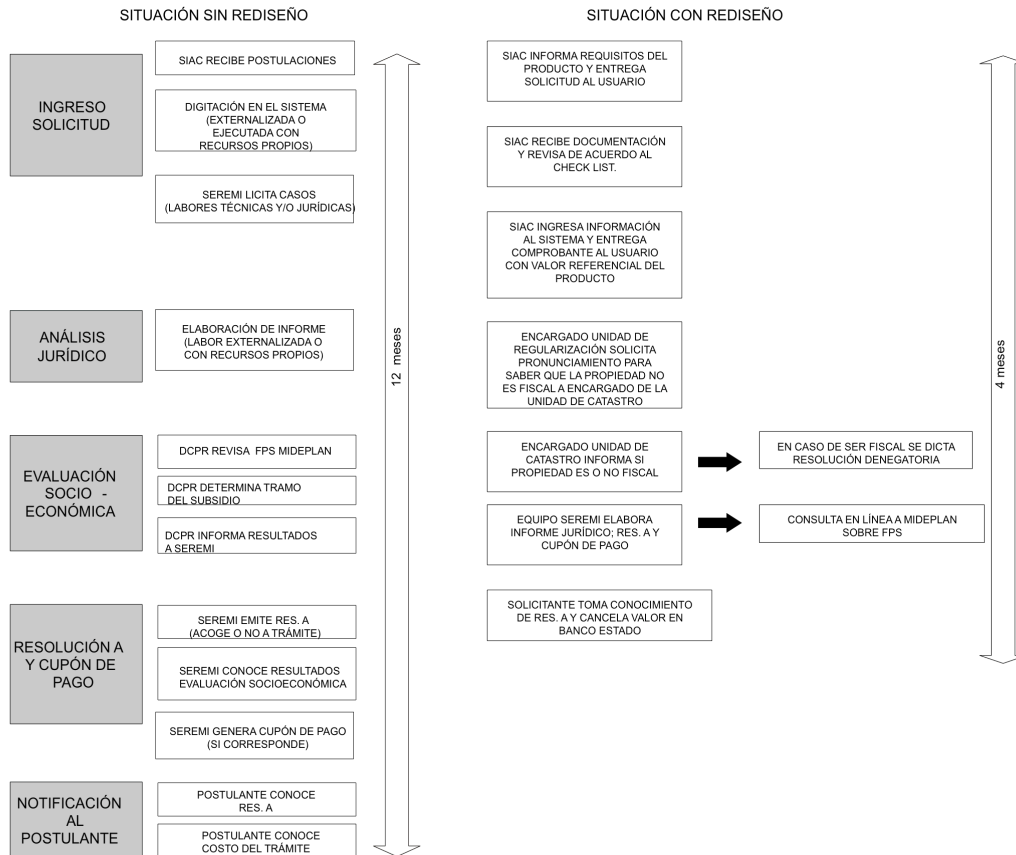 SITUACIÓN SIN REDISEÑO
INGRESO
SOLICITUD
SIAC RECIBE POSTULACIONES
DIGITACIÓN EN EL SISTEMA
(EXTERNALIZADA O
EJECUTADA CON
RECURSOS PROPIOS)
SEREMI LICITA CASOS
(LABORES TÉCNICAS Y/O JURÍDICAS)
ANÁLISIS
JURÍDICO
ELABORACIÓN DE INFORME
(LABOR EXTERNALIZADA O
CON RECURSOS PROPIOS)
EVALUACIÓN
SOCIO -
ECONÓMICA
DCPR REVISA FPS MIDEPLAN
DCPR DETERMINA TRAMO
DEL SUBSIDIO
DCPR INFORMA RESULTADOS
A SEREMI
RESOLUCIÓN A
Y CUPÓN DE
PAGO
SEREMI EMITE RES. A
(ACOGE O NO A TRÁMITE)
SEREMI CONOCE RESULTADOS
EVALUACIÓN SOCIOECONÓMICA
SEREMI GENERA CUPÓN DE PAGO
(SI CORRESPONDE)
NOTIFICACIÓN
AL
POSTULANTE
POSTULANTE CONOCE
RES. A
POSTULANTE CONOCE
COSTO DEL TRÁMITE
12 meses
SITUACIÓN CON REDISEÑO
SIAC INFORMA REQUISITOS DEL
PRODUCTO Y ENTREGA
SOLICITUD AL USUARIO
SIAC RECIBE DOCUMENTACIÓN
Y REVISA DE ACUERDO AL
CHECK LIST.
SIAC INGRESA INFORMACIÓN
AL SISTEMA Y ENTREGA
COMPROBANTE AL USUARIO
CON VALOR REFERENCIAL DEL
PRODUCTO
ENCARGADO UNIDAD DE
REGULARIZACIÓN SOLICITA
PRONUNCIAMIENTO PARA
SABER QUE LA PROPIEDAD NO
ES FISCAL A ENCARGADO DE LA
UNIDAD DE CATASTRO
ENCARGADO UNIDAD DE
CATASTRO INFORMA SI
PROPIEDAD ES O NO FISCAL
EN CASO DE SER FISCAL SE DICTA
RESOLUCIÓN DENEGATORIA
EQUIPO SEREMI ELABORA
INFORME JURÍDICO; RES. A Y
CUPÓN DE PAGO
CONSULTA EN LÍNEA A MIDEPLAN
SOBRE FPS
SOLICITANTE TOMA CONOCIMIENTO
DE RES. A Y CANCELA VALOR EN
BANCO ESTADO
4 meses